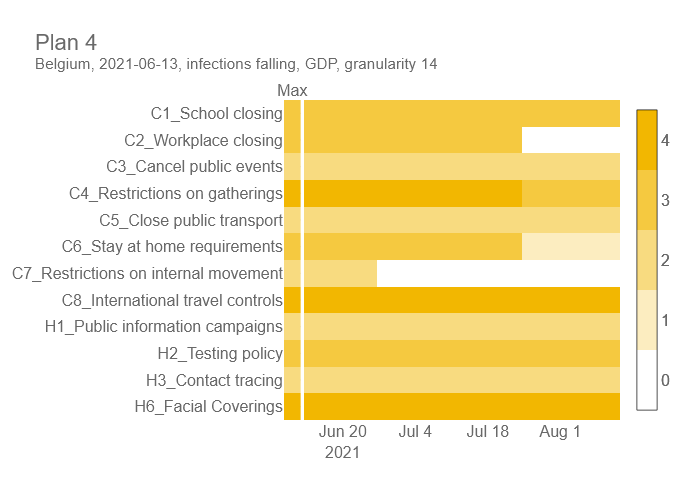 Plan 4
Belgium, 2021-06-13, infections falling, GDP, granularity 14
Max
C1_School closing
C2_Workplace closing
C3_Cancel public events
C4_Restrictions on gatherings
C5_Close public transport
C6_Stay at home requirements
C7_Restrictions on internal movement
C8_International travel controls
H1_Public information campaigns
H2_Testing policy
H3_Contact tracing
H6_Facial Coverings
4
3
2
1
0
Jun 20 Jul 4 Jul 18 Aug 1
2021